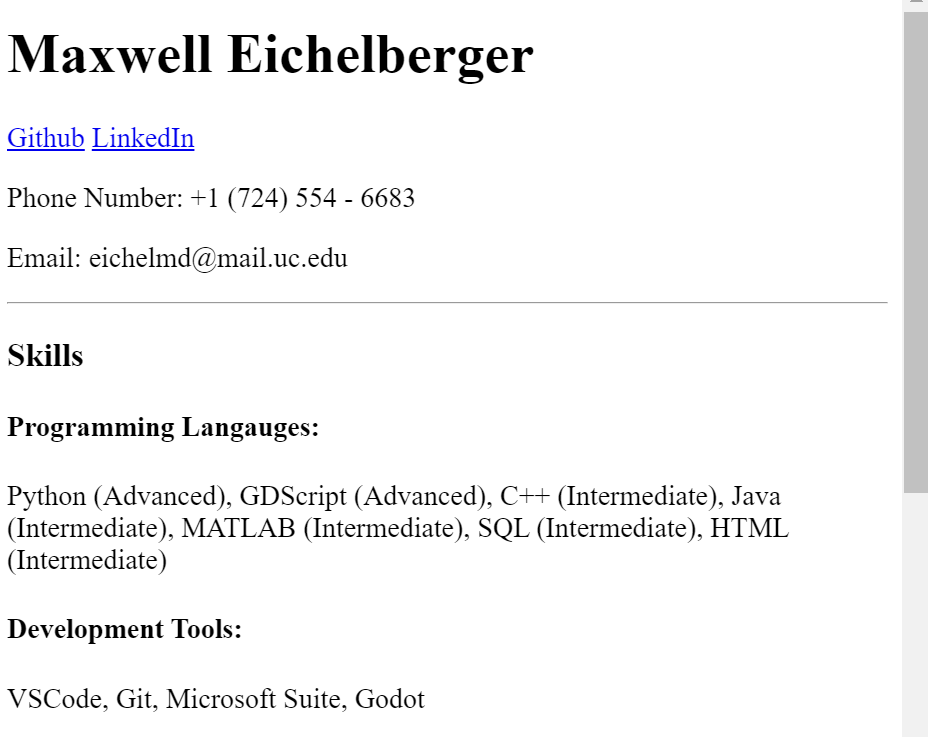 Maxwell Eichelberger
Github LinkedIn
Phone Number: +1 (724) 554 - 6683
Email: eichelmd@mail.uc.edu
Skills
Programming Langauges:
Python (Advanced), GDScript (Advanced), C++ (Intermediate), Java
(Intermediate), MATLAB (Intermediate), SQL (Intermediate), HTML
(Intermediate)
Development Tools:
VSCode, Git, Microsoft Suite, Godot